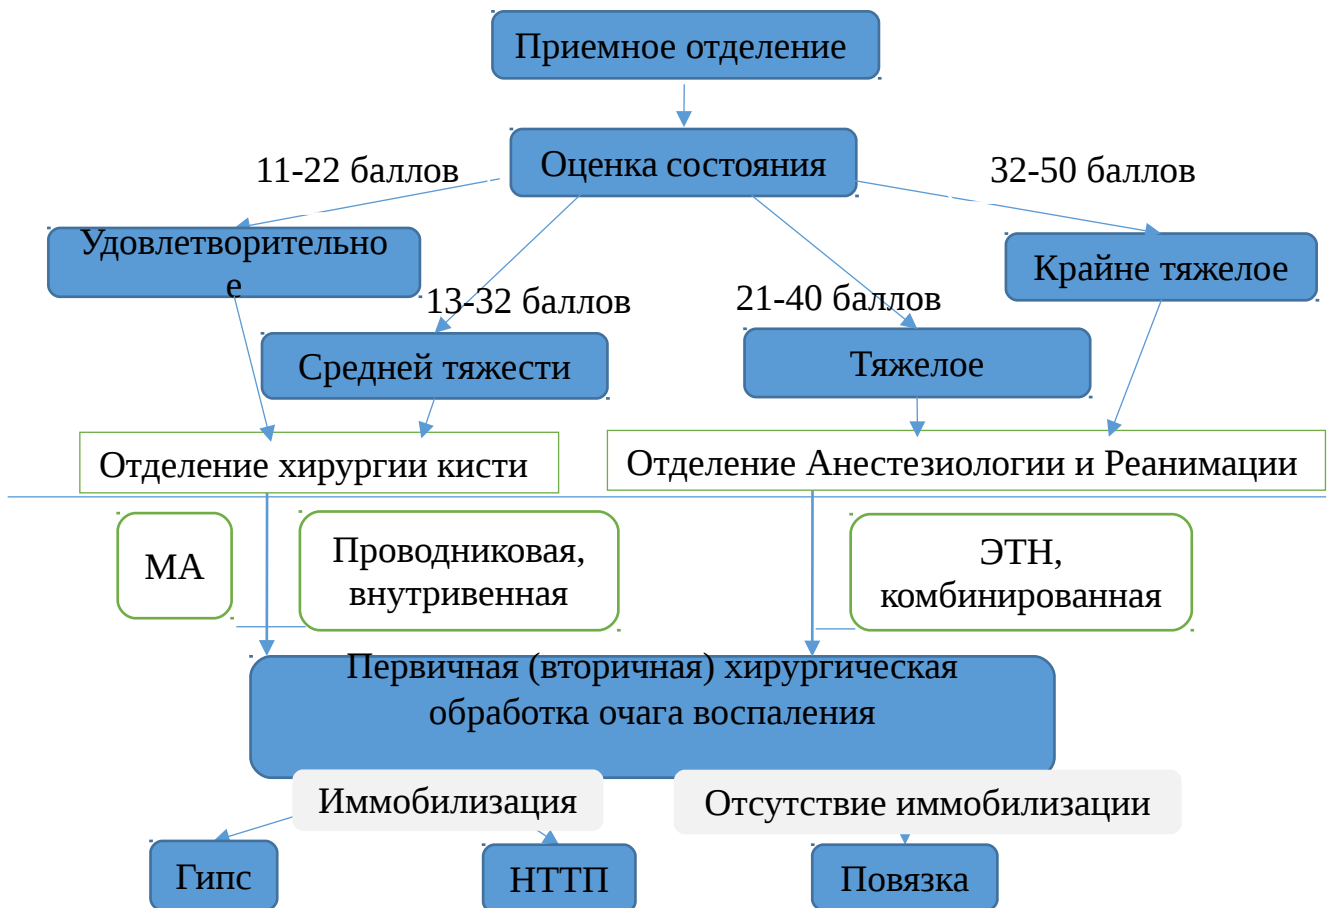 Приемное отделение
Оценка состояния
11-22 баллов
32-50 баллов
Удовлетворительно
е
Крайне тяжелое
13-32 баллов
21-40 баллов
Средней тяжести
Тяжелое
Отделение хирургии кисти
Отделение Анестезиологии и Реанимации
МА
Проводниковая,
внутривенная
ЭТН,
комбинированная
Первичная (вторичная) хирургическая
обработка очага воспаления
Иммобилизация
Отсутствие иммобилизации
Гипс
НТТП
Повязка